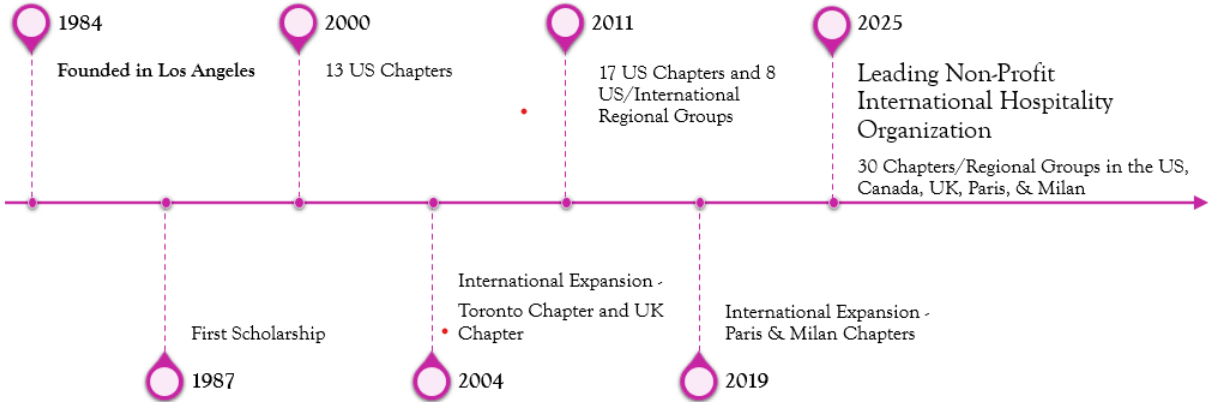 1984
Founded in Los Angeles
2000
13 US Chapters
2011
17 US Chapters and 8
US/International
Regional Groups
2025
Leading Non-Profit
International Hospitality
Organization
30 Chapters/Regional Groups in the US,
Canada, UK, Paris, & Milan
First Scholarship
1987
International Expansion -
Toronto Chapter and UK
Chapter
2004
International Expansion -
Paris & Milan Chapters
2019